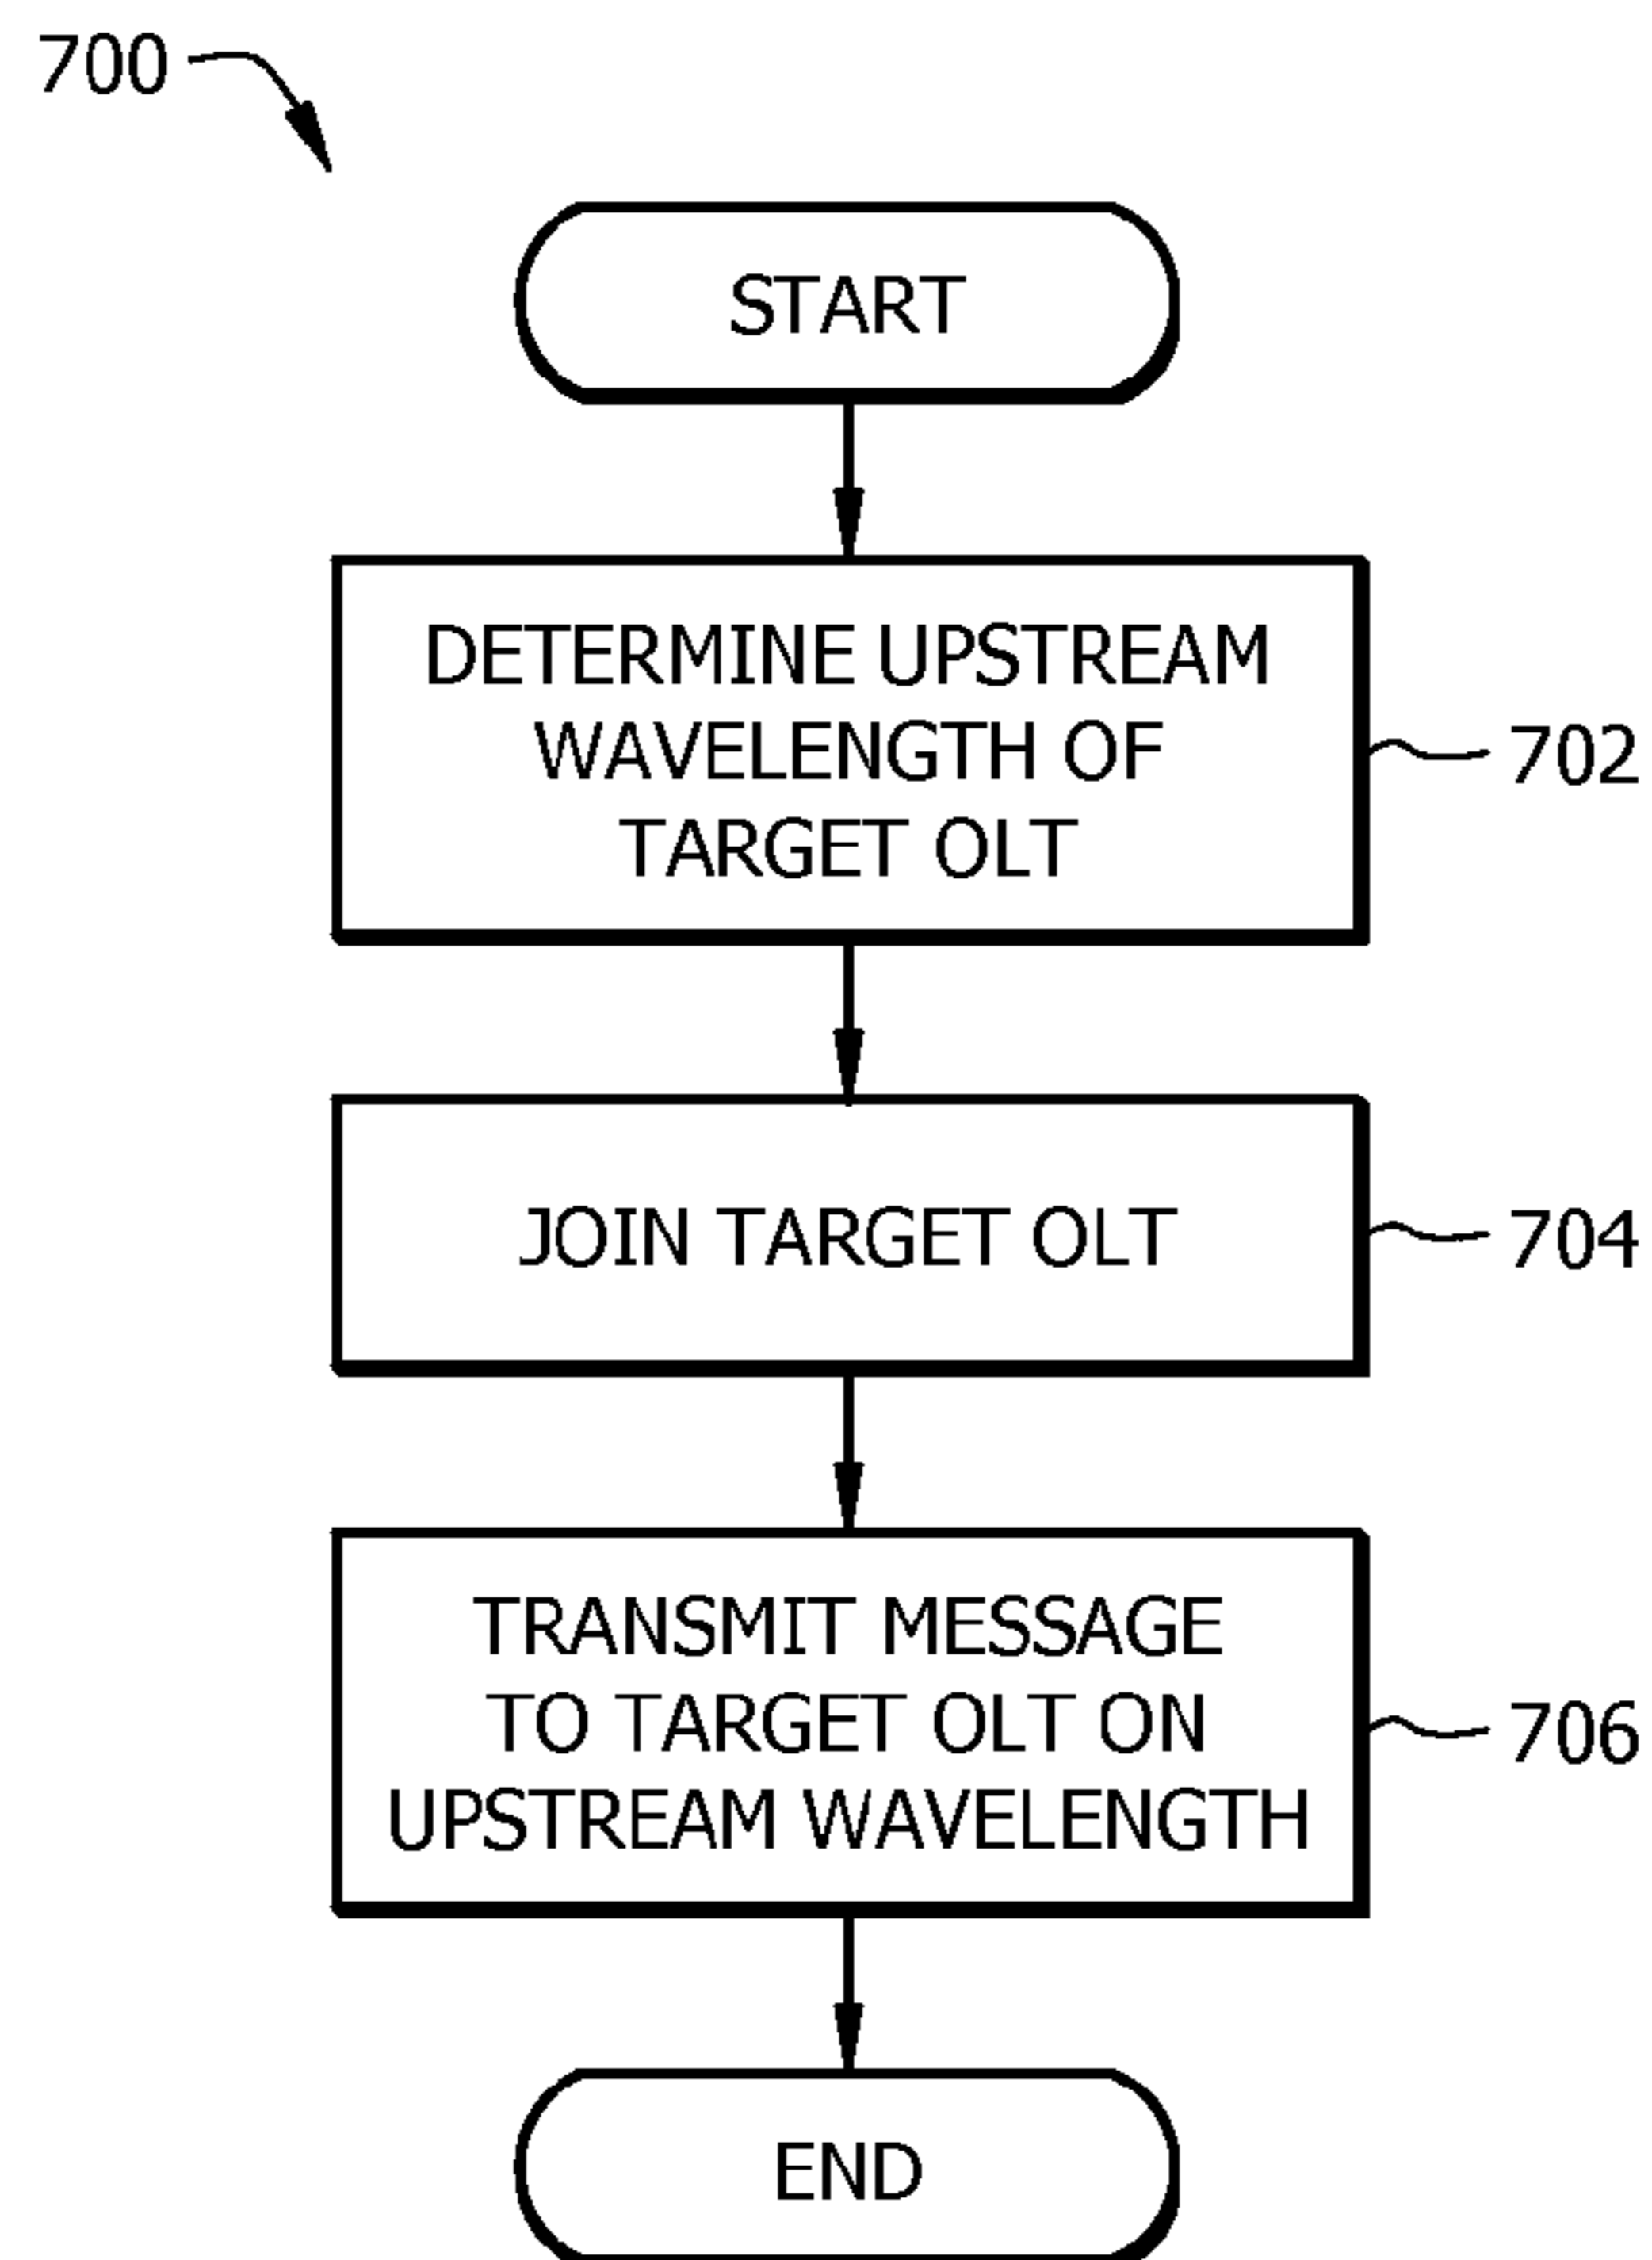 700
START
DETERMINE UPSTREAM
WAVELENGTH OF
TARGET OLT
702
JOIN TARGET OLT
704
TRANSMIT MESSAGE
TO TARGET OLT ON
UPSTREAM WAVELENGTH
706
END